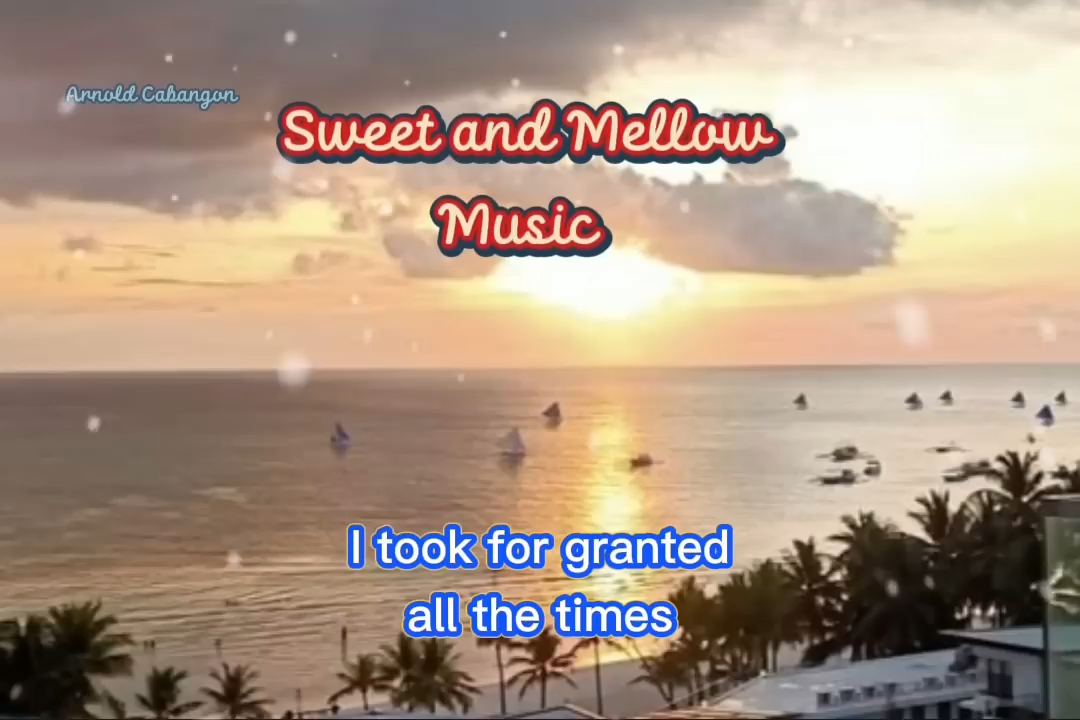 Arnold Cabangon
Sweet and Mellow
Music
I took for granted
all the times